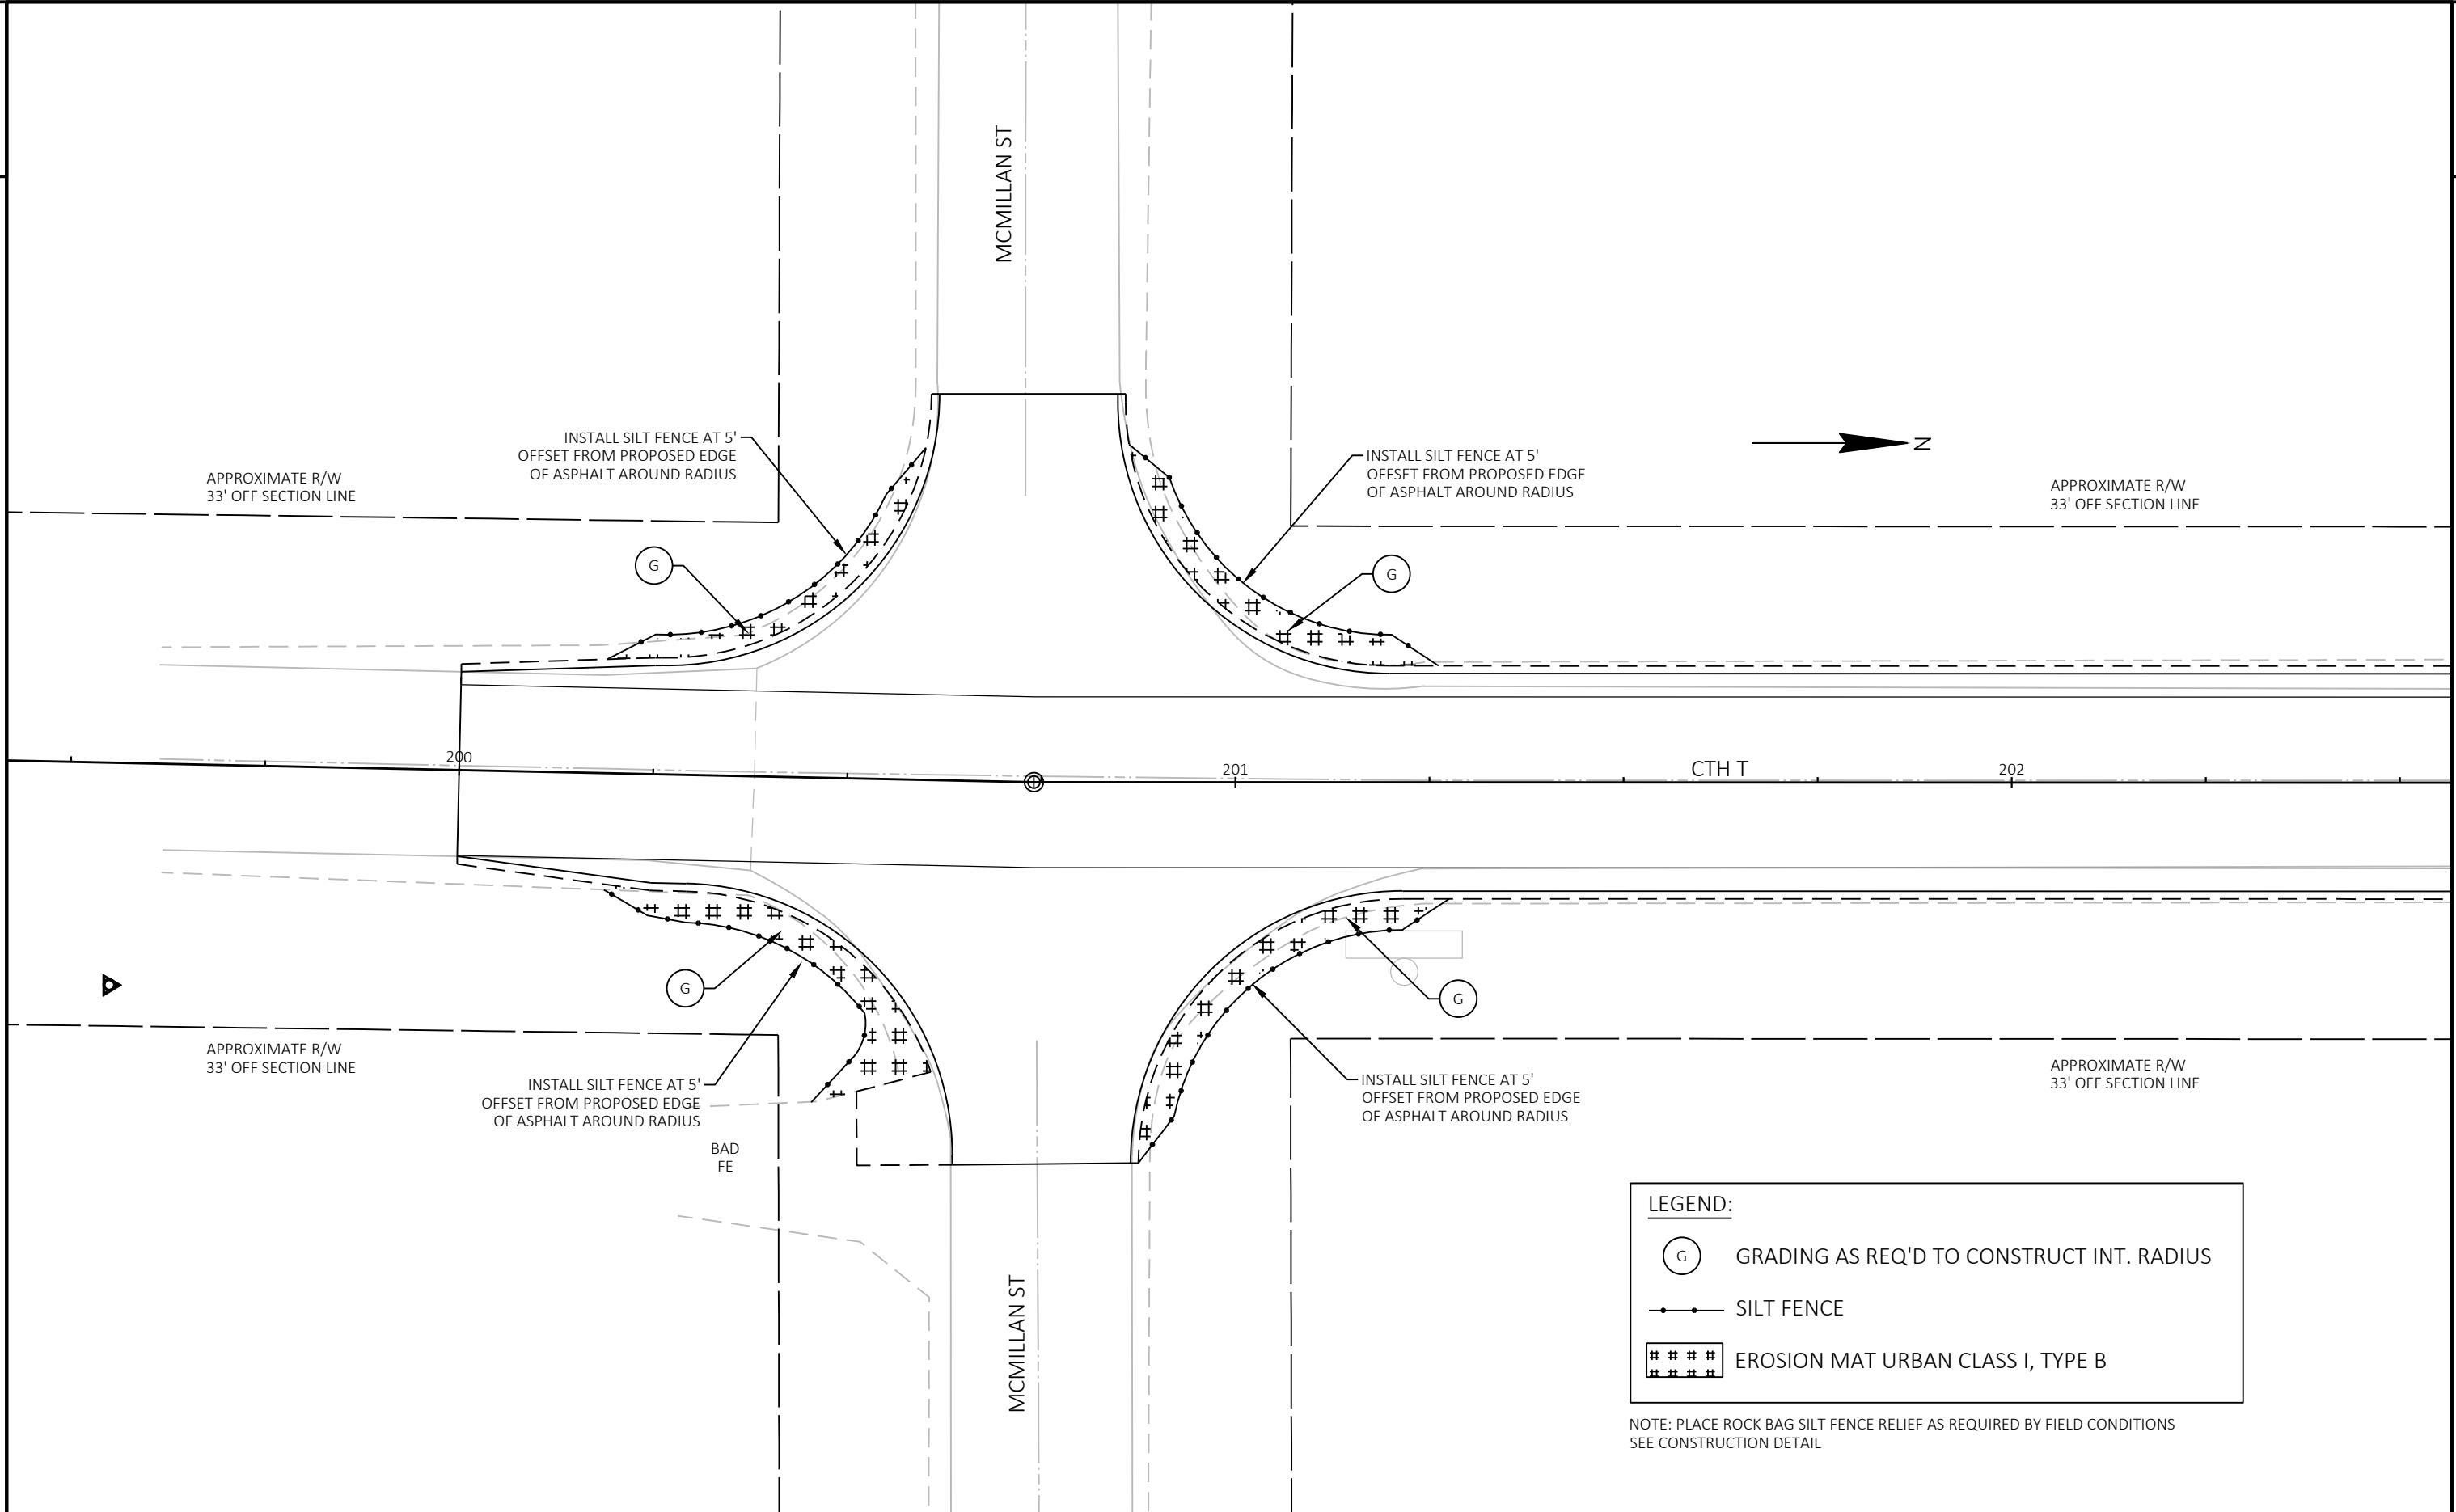 MCMILLAN ST
INSTALL SILT FENCE AT 5'
OFFSET FROM PROPOSED EDGE
OF ASPHALT AROUND RADIUS
INSTALL SILT FENCE AT 5'
OFFSET FROM PROPOSED EDGE
OF ASPHALT AROUND RADIUS
N
APPROXIMATE R/W
33' OFF SECTION LINE
APPROXIMATE R/W
33' OFF SECTION LINE
G
G
200
201
CTH T
202
G
G
APPROXIMATE R/W
33' OFF SECTION LINE
INSTALL SILT FENCE AT 5'
OFFSET FROM PROPOSED EDGE
OF ASPHALT AROUND RADIUS
INSTALL SILT FENCE AT 5'
OFFSET FROM PROPOSED EDGE
OF ASPHALT AROUND RADIUS
APPROXIMATE R/W
33' OFF SECTION LINE
BAD
FE
MCMILLAN ST
LEGEND:
G GRADING AS REQ'D TO CONSTRUCT INT. RADIUS
SILT FENCE
EROSION MAT URBAN CLASS I, TYPE B
NOTE: PLACE ROCK BAG SILT FENCE RELIEF AS REQUIRED BY FIELD CONDITIONS
SEE CONSTRUCTION DETAIL